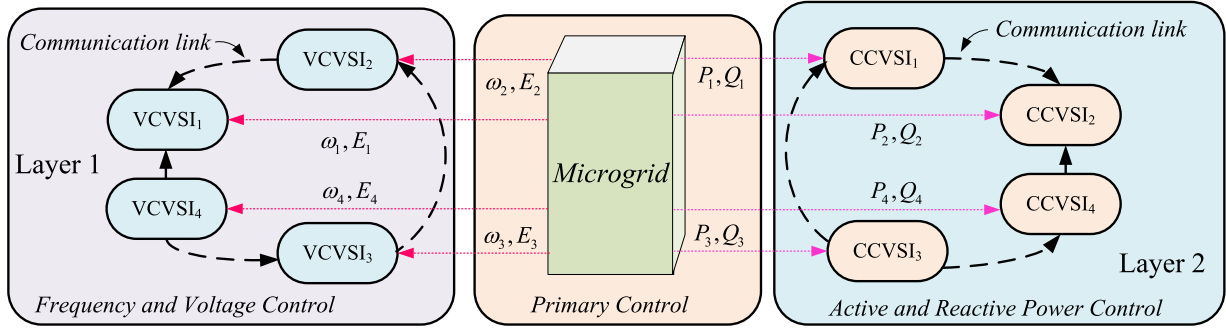 Communication link
VCVSI₂
VCVSI₁
Layer 1
VCVSI₄
VCVSI₃
Frequency and Voltage Control
ω₂, E₂
ω₁, E₁
ω₄, E₄
ω₃, E₃
Microgrid
P₁, Q₁
P₃, Q₃
Primary Control
Communication link
CCVSI₁
CCVSI₂
P₂, Q₂
P₄, Q₄
CCVSI₄
CCVSI₃
Layer 2
Active and Reactive Power Control